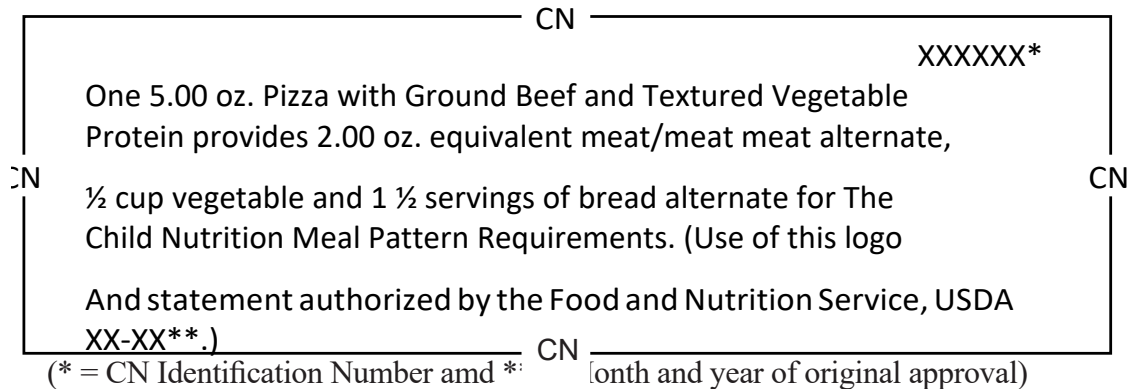 CN
XXXXXX*
One 5.00 oz. Pizza with Ground Beef and Textured Vegetable
Protein provides 2.00 oz. equivalent meat/meat meat alternate,
CN
CN
½ cup vegetable and 1 ½ servings of bread alternate for The
Child Nutrition Meal Pattern Requirements. (Use of this logo
And statement authorized by the Food and Nutrition Service, USDA
XX-XX**.)
CN
(* = CN Identification Number amd ** onth and year of original approval)